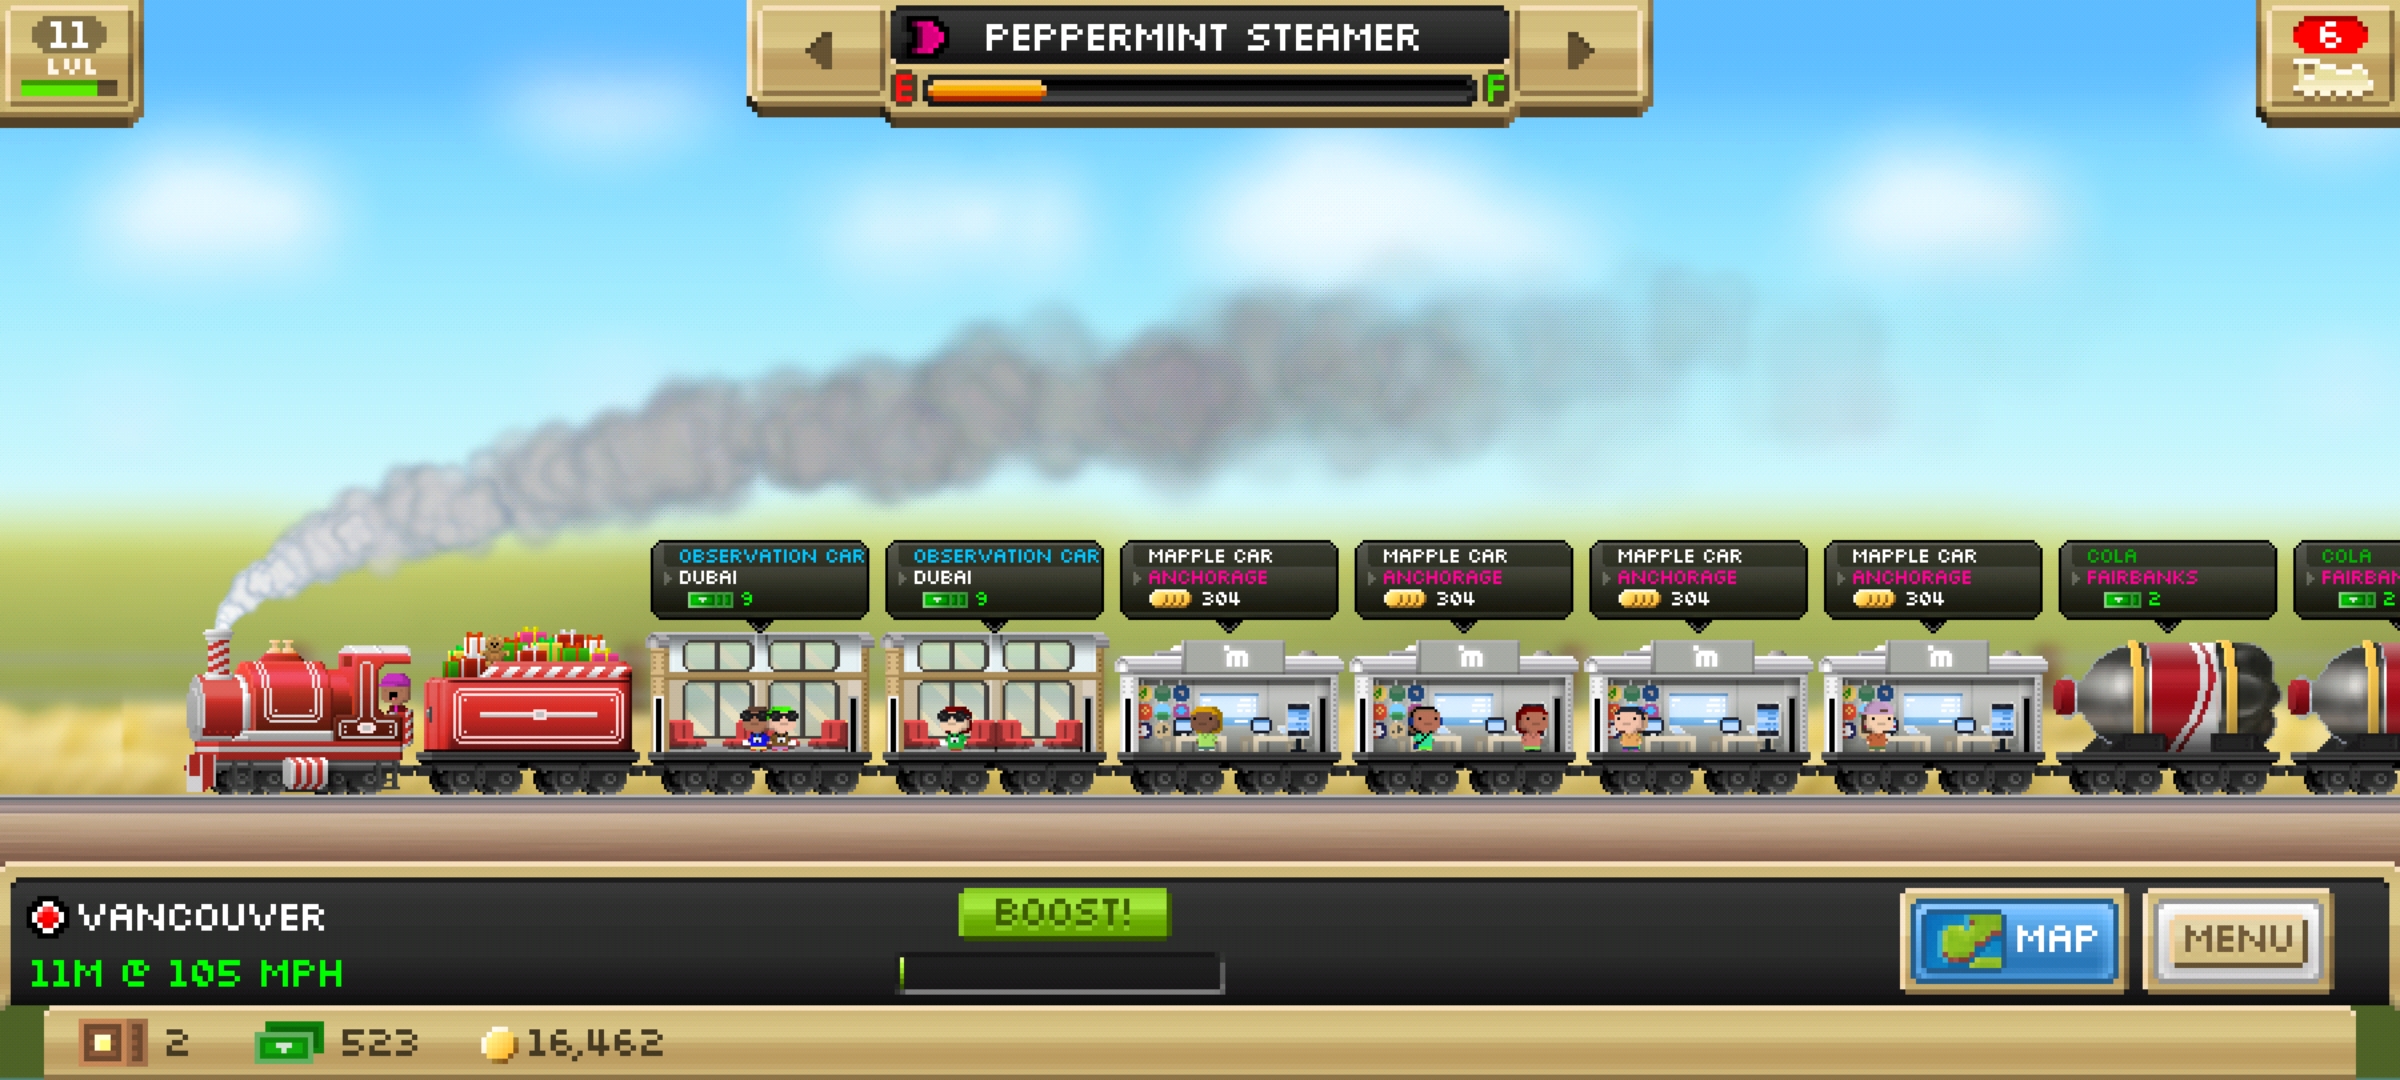 11
LVL
PEPPERMINT STEAMER
E F
6
OBSERVATION CAR
DUBAI
9
OBSERVATION CAR
DUBAI
9
MAPPLE CAR
ANCHORAGE
304
MAPPLE CAR
ANCHORAGE
304
MAPPLE CAR
ANCHORAGE
304
MAPPLE CAR
ANCHORAGE
304
COLA
FAIRBANKS
2
COLA
FAIRBAN
2
m
m
m
m
VANCOUVER
11M @ 105 MPH
BOOST!
MAP
MENU
2
523
16,462